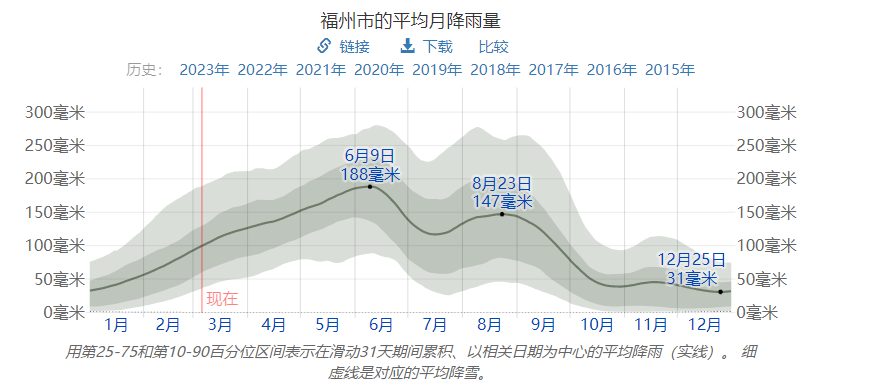 福州市的平均月降雨量
链接 下载 比较
历史： 2023年 2022年 2021年 2020年 2019年 2018年 2017年 2016年 2015年
300毫米 300毫米
250毫米 250毫米
6月9日
188毫米
200毫米 200毫米
8月23日
147毫米
150毫米 150毫米
100毫米 100毫米
12月25日
31毫米
50毫米 50毫米
现在
0毫米 0毫米
1月 2月 3月 4月 5月 6月 7月 8月 9月 10月 11月 12月
用第25-75和第10-90百分位区间表示在滑动31天期间累积、以相关日期为中心的平均降雨（实线）。 细
虚线是对应的平均降雪。